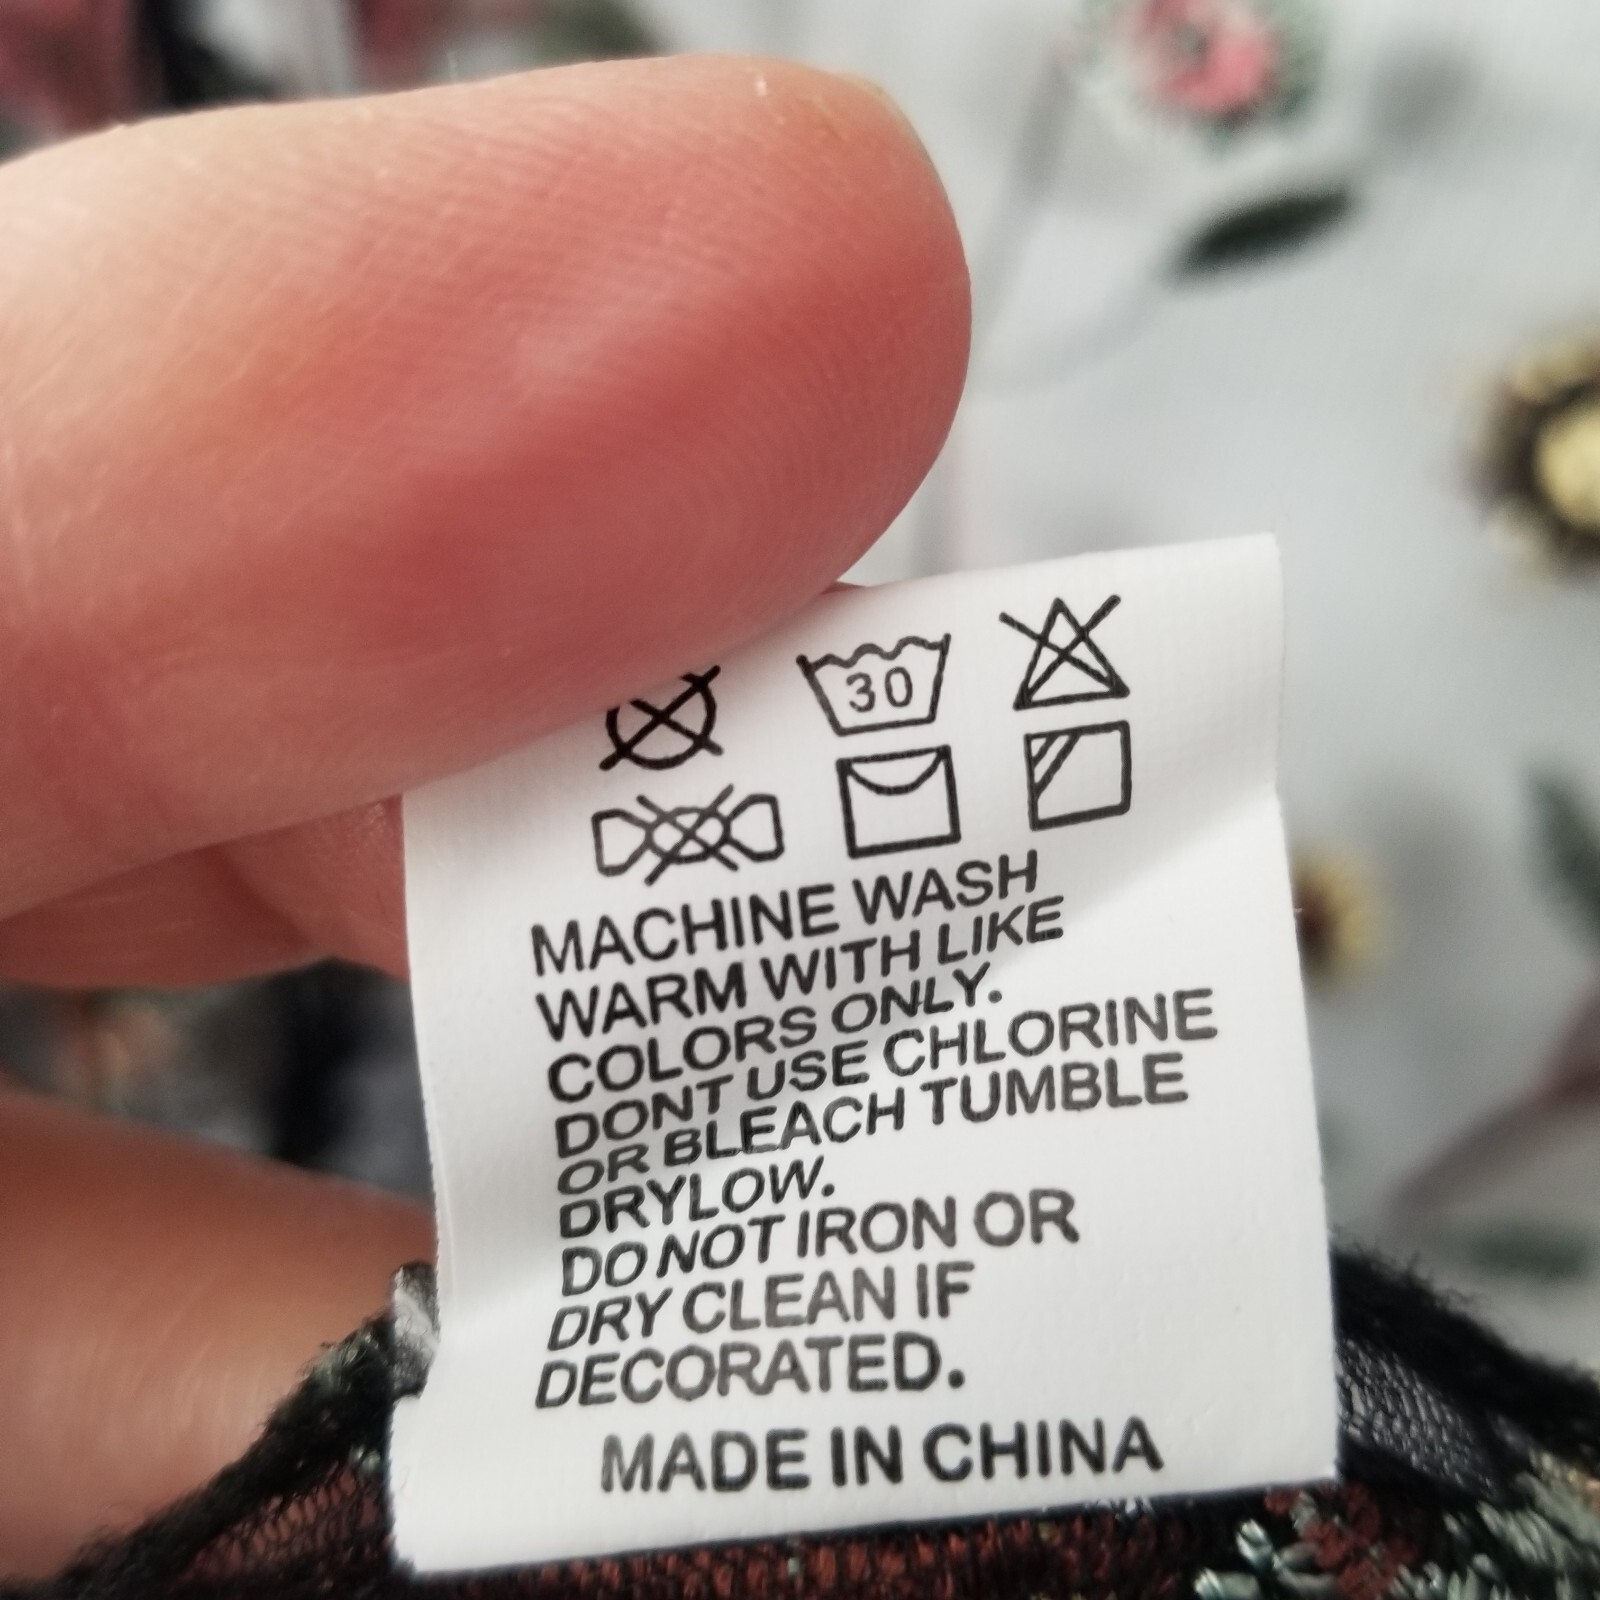 30
MACHINE WASH
WARM WITH LIKE
COLORS ONLY.
DONT USE CHLORINE
OR BLEACH TUMBLE
DRYLOW.
DO NOT IRON OR
DRY CLEAN IF
DECORATED.
MADE IN CHINA